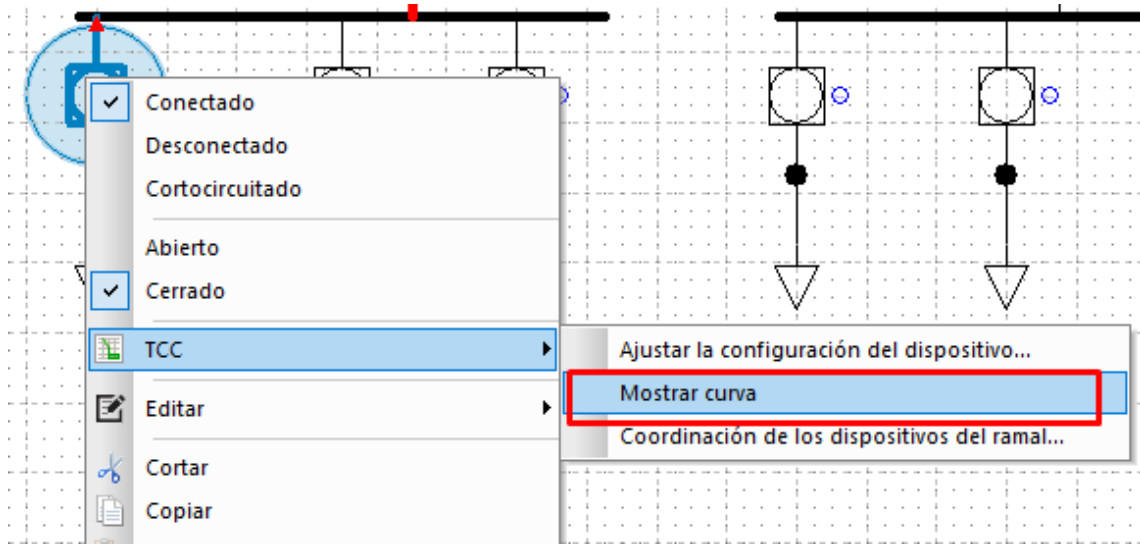 Conectado
Desconectado
Cortocircuitado
Abierto
Cerrado
TCC
Ajustar la configuración del dispositivo...
Mostrar curva
Editar
Coordinación de los dispositivos del ramal...
Cortar
Copiar